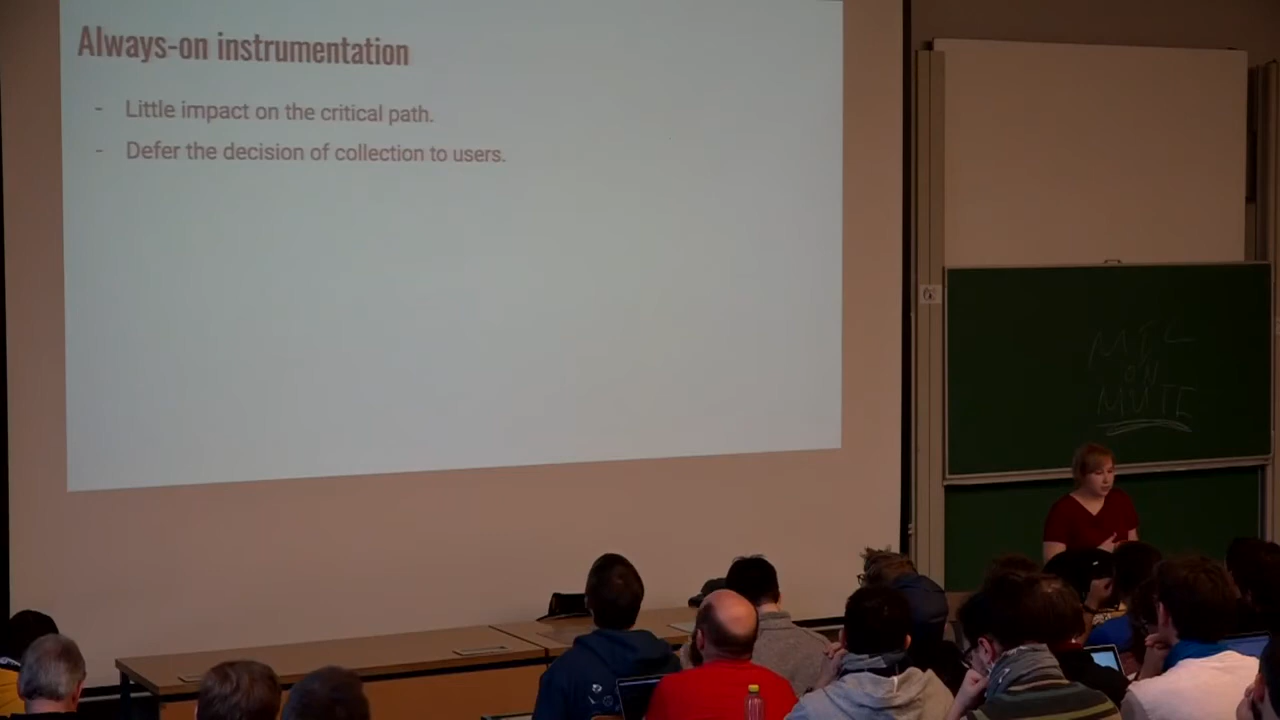 Always-on instrumentation
- Little impact on the critical path.
- Defer the decision of collection to users.
MIC
ON
MUTE